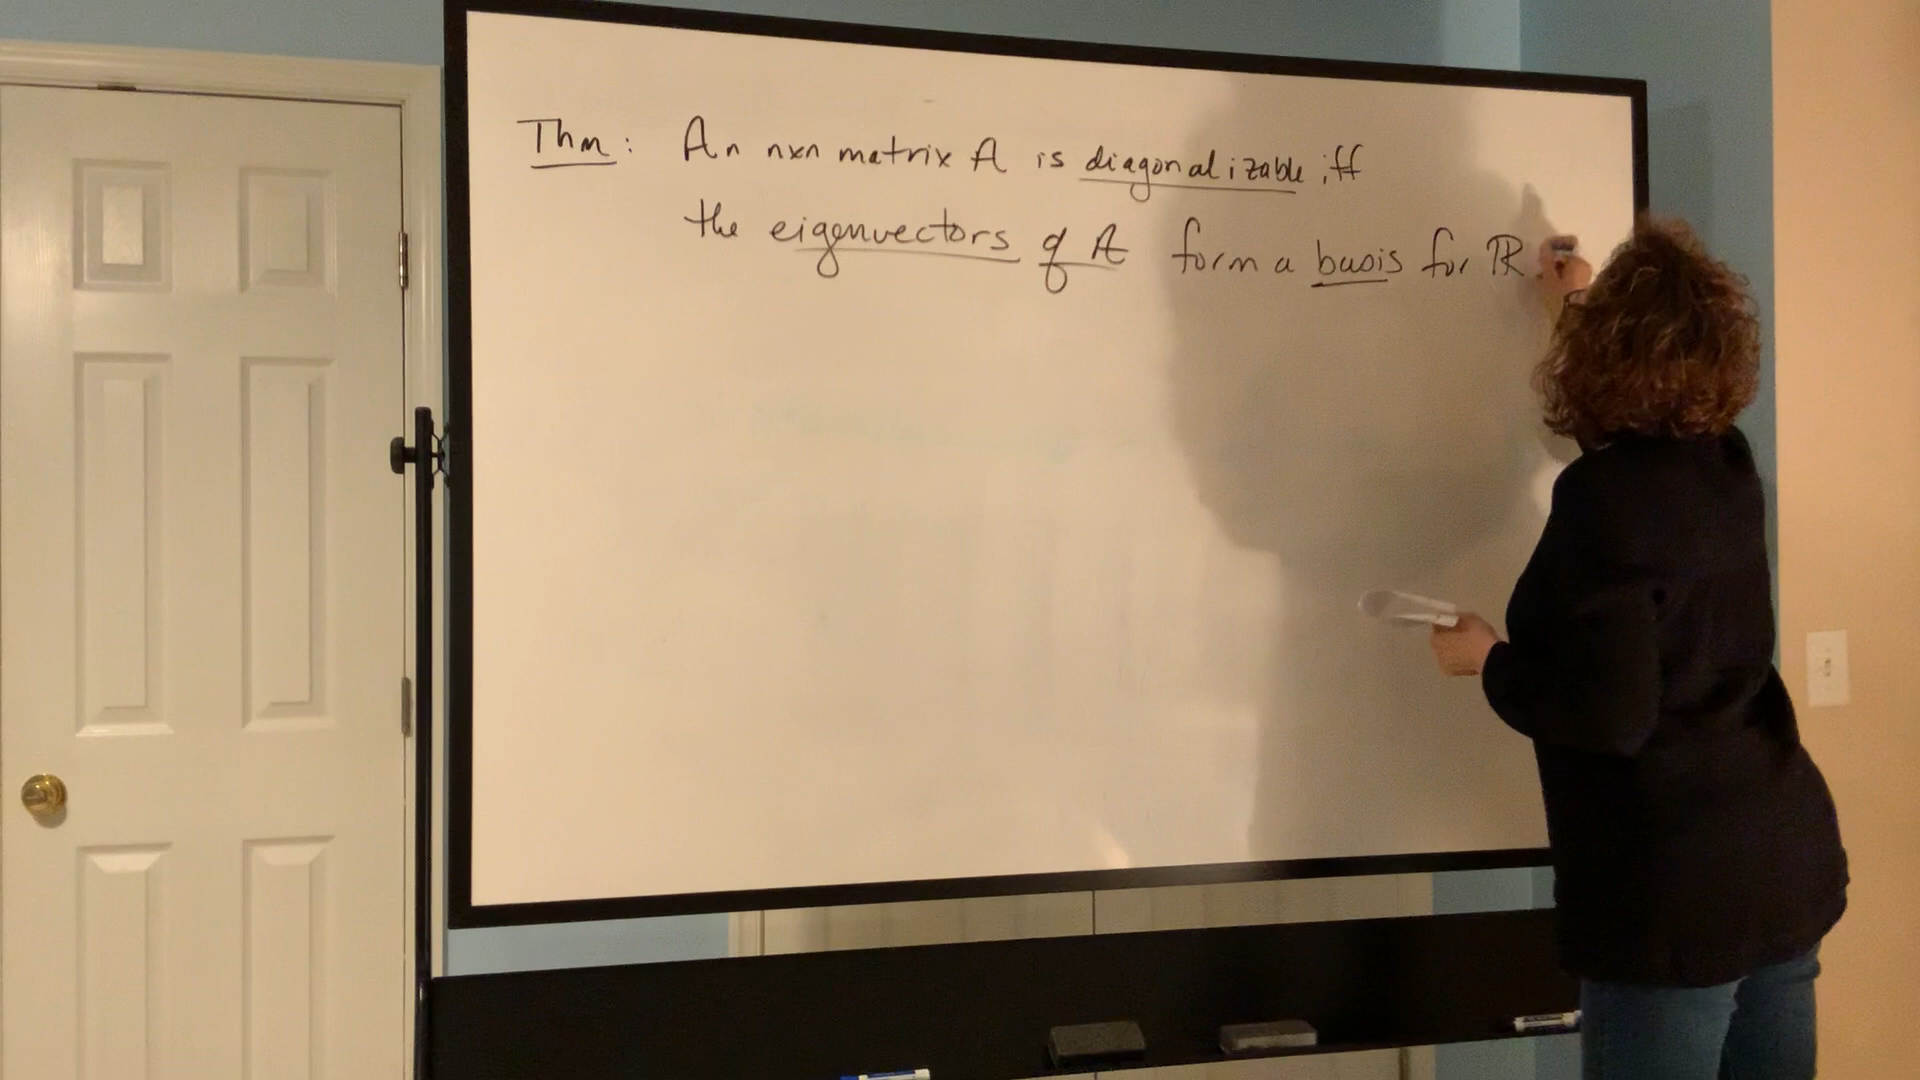 Thm: An nxn matrix A is diagonalizable iff
the eigenvectors of A form a basis for ℝ